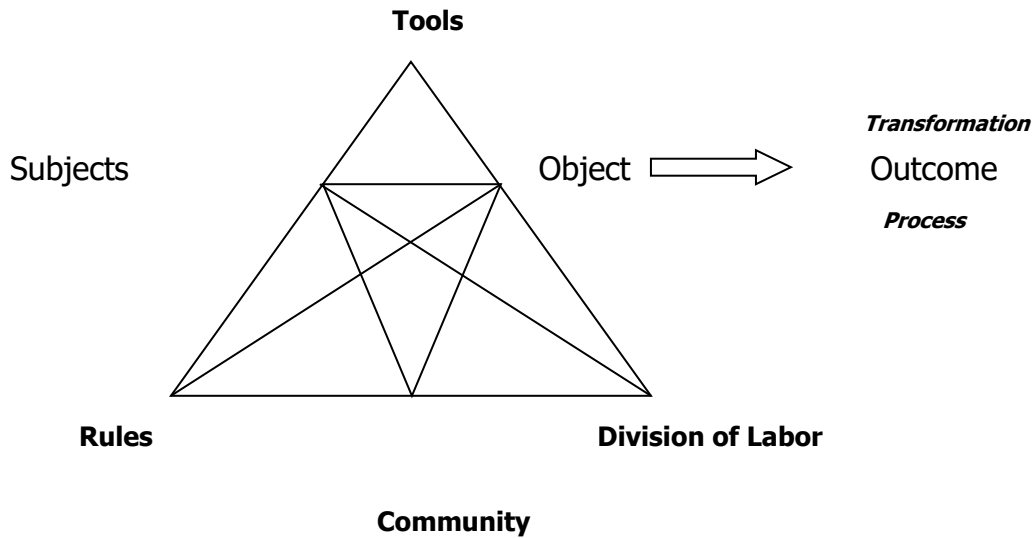 Tools
Transformation
Subjects Object Outcome
Process
Rules Division of Labor
Community